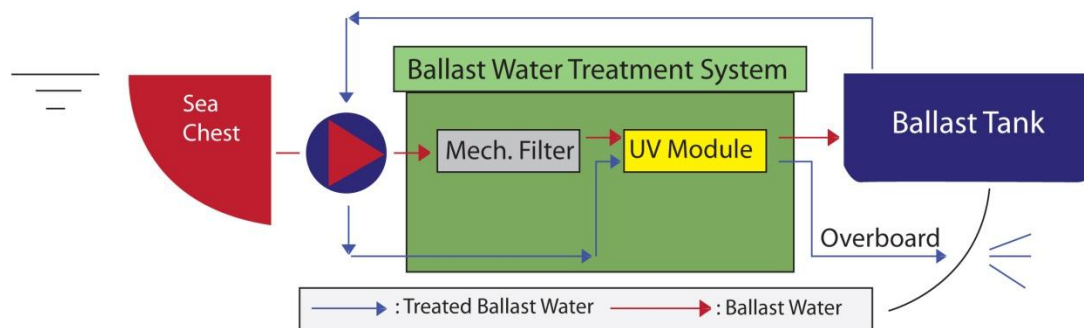 Ballast Water Treatment System
Sea
Chest
Mech. Filter
UV Module
Ballast Tank
Overboard
: Treated Ballast Water
: Ballast Water